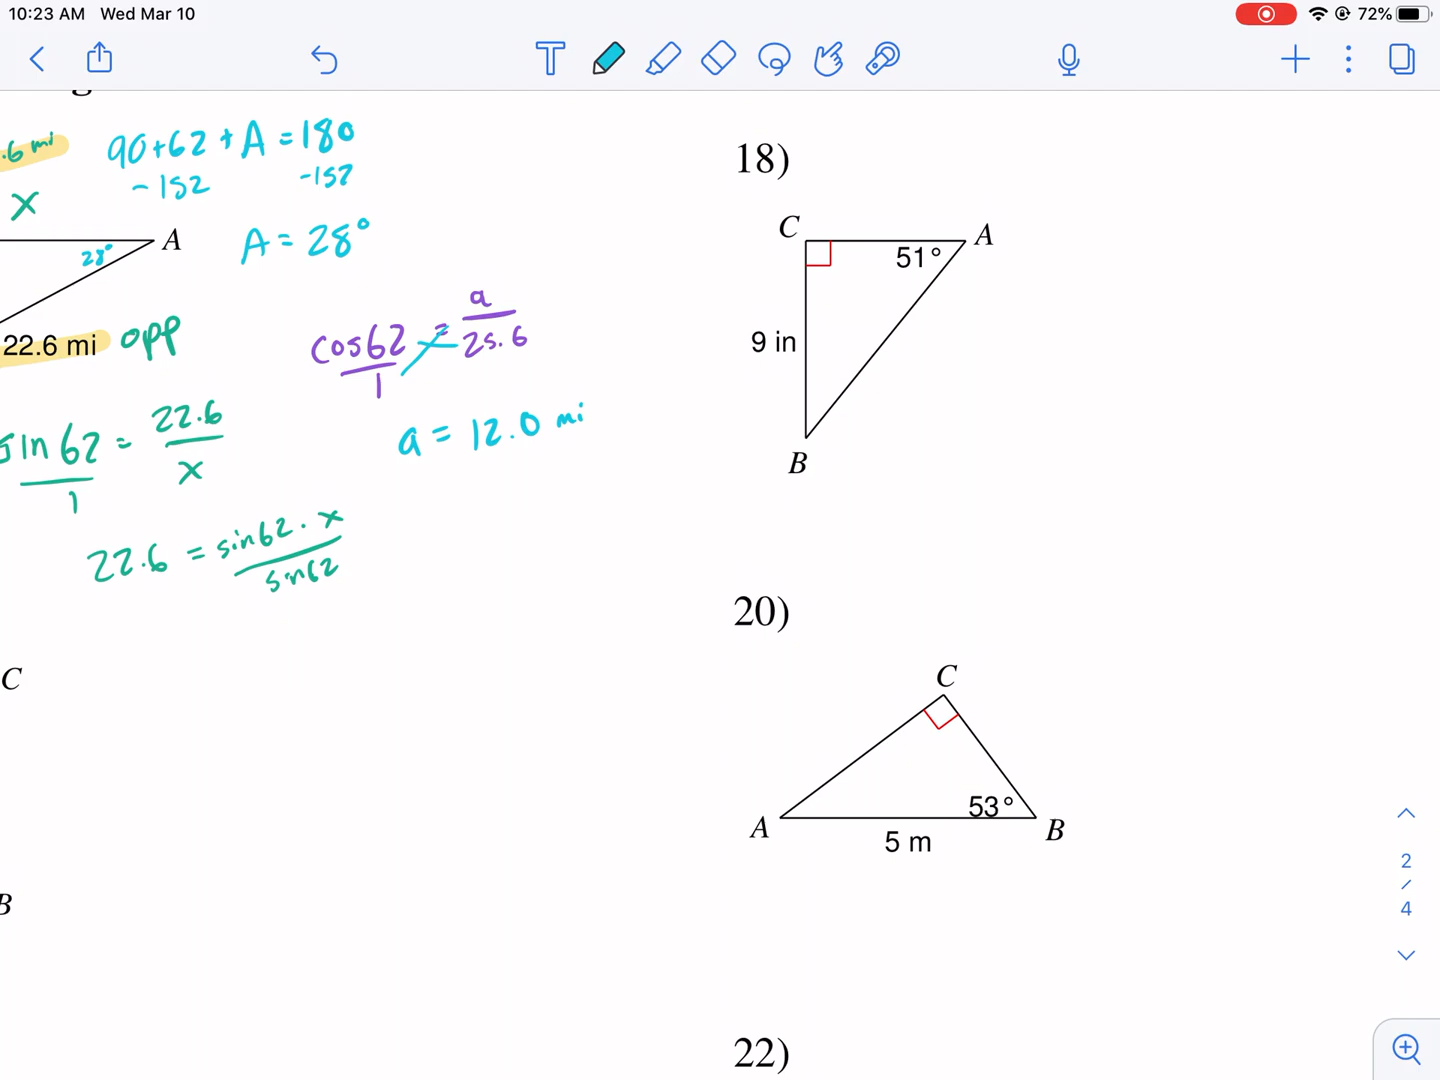 10:23 AM Wed Mar 10
72%
.6 mi
90+62 + A = 180
-152 -152
x
A
28°
A = 28°
22.6 mi opp
cos62/1 = a/25.6
a = 12.0 mi
sin 62/1 = 22.6/x
22.6 = sin62 · x/sin62
C
B
18)
C
A
51°
9 in
B
20)
C
53°
A
B
5 m
22)
2
/
4